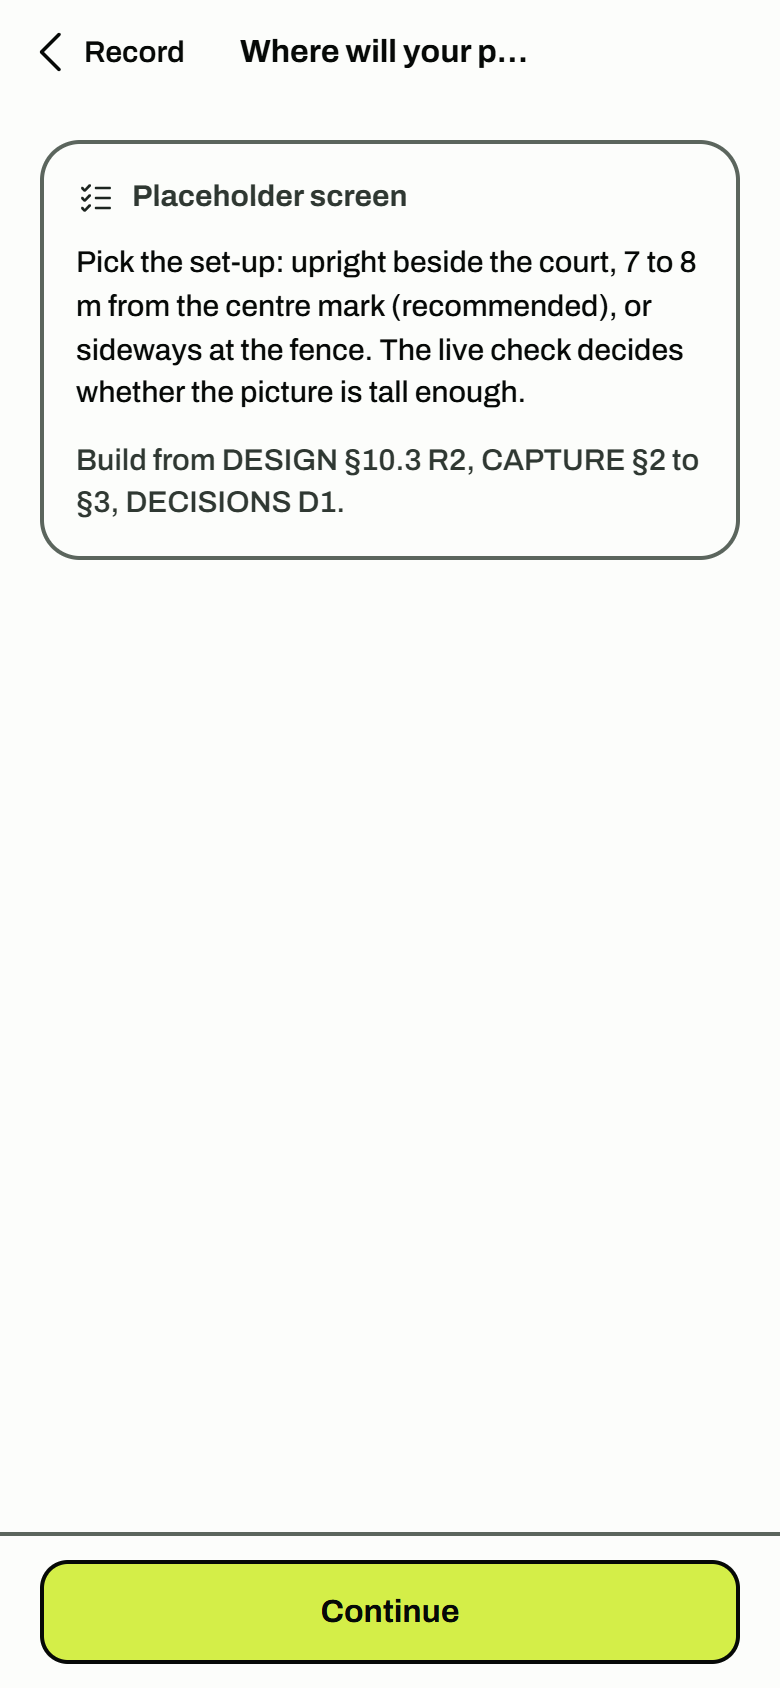 Record
Where will your p...
Placeholder screen
Pick the set-up: upright beside the court, 7 to 8
m from the centre mark (recommended), or
sideways at the fence. The live check decides
whether the picture is tall enough.
Build from DESIGN §10.3 R2, CAPTURE §2 to
§3, DECISIONS D1.
Continue